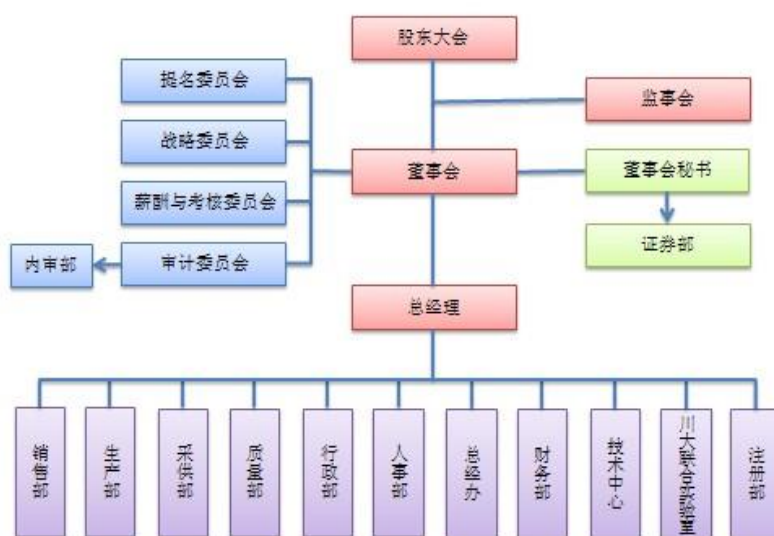 股东大会
提名委员会
监事会
战略委员会
董事会
董事会秘书
薪酬与考核委员会
证券部
内审部
审计委员会
总经理
销售部
生产部
采供部
质量部
行政部
人事部
总经办
财务部
技术中心
川大联合实验室
注册部